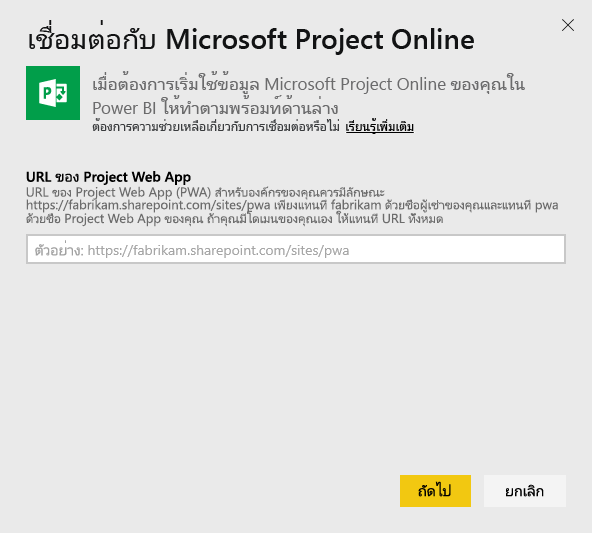 เชื่อมต่อกับ Microsoft Project Online
เมื่อต้องการเริ่มใช้ข้อมูล Microsoft Project Online ของคุณใน
Power BI ให้ทำตามพร้อมท์ด้านล่าง
ต้องการความช่วยเหลือเกี่ยวกับการเชื่อมต่อหรือไม่ เรียนรู้เพิ่มเติม
URL ของ Project Web App
URL ของ Project Web App (PWA) สำหรับองค์กรของคุณควรมีลักษณะ
https://fabrikam.sharepoint.com/sites/pwa เพียงแทนที่ fabrikam ด้วยชื่อผู้เช่าของคุณและแทนที่ pwa
ด้วยชื่อ Project Web App ของคุณ ถ้าคุณมีโดเมนของคุณเอง ให้แทนที่ URL ทั้งหมด
ตัวอย่าง: https://fabrikam.sharepoint.com/sites/pwa
ถัดไป
ยกเลิก